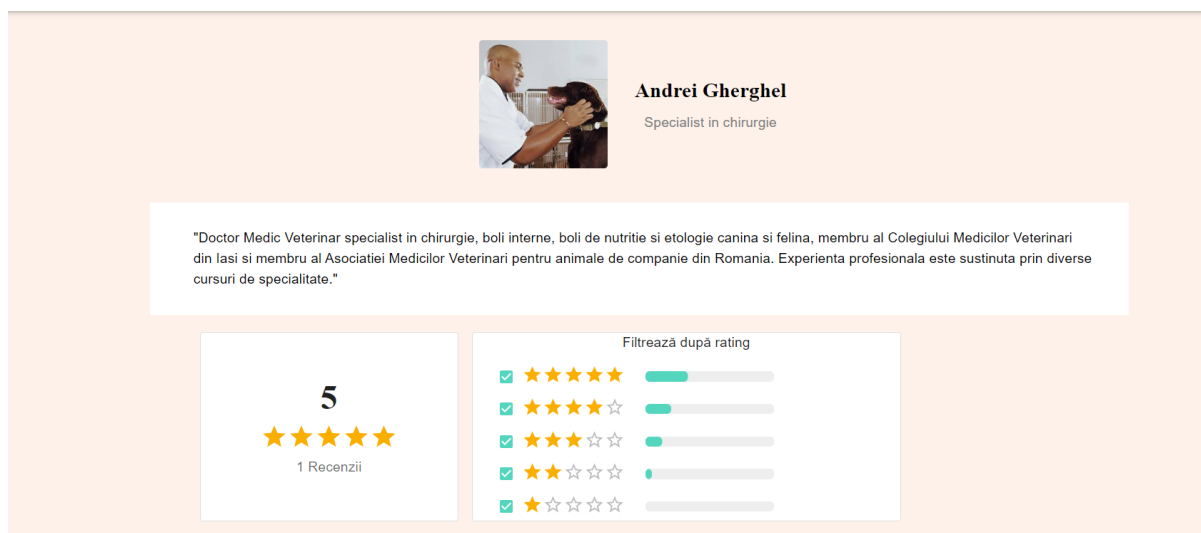 Andrei Gherghel
Specialist in chirurgie
"Doctor Medic Veterinar specialist in chirurgie, boli interne, boli de nutritie si etologie canina si felina, membru al Colegiului Medicilor Veterinari
din Iasi si membru al Asociatiei Medicilor Veterinari pentru animale de companie din Romania. Experienta profesionala este sustinuta prin diverse
cursuri de specialitate."
5
1 Recenzii
Filtrează după rating